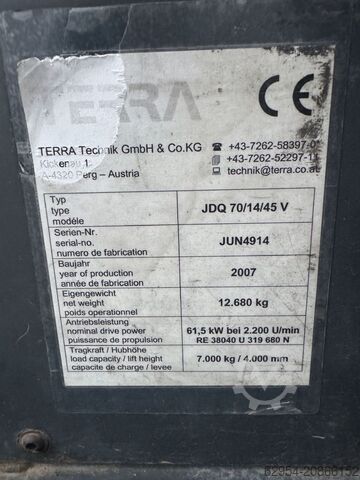 TERRA
CE
TERRA Technik GmbH & Co.KG ☎ +43-7262-58397-0
Kickenau 1 +43-7262-52297-11
A-4320 Perg – Austria technik@terra.co.at
Typ
type JDQ 70/14/45 V
modéle
Serien-Nr.
serial-no. JUN4914
numero de fabrication
Baujahr
year of production 2007
année de fabrication
Eigengewicht
net weight 12.680 kg
poids operationnel
Antriebsleistung
nominal drive power 61,5 kW bei 2.200 U/min
puissance de propulsion RE 38040 U 319 680 N
Tragkraft / Hubhöhe
load capacity / lift height 7.000 kg / 4.000 mm
capacité de charge / levee
62954-20866152